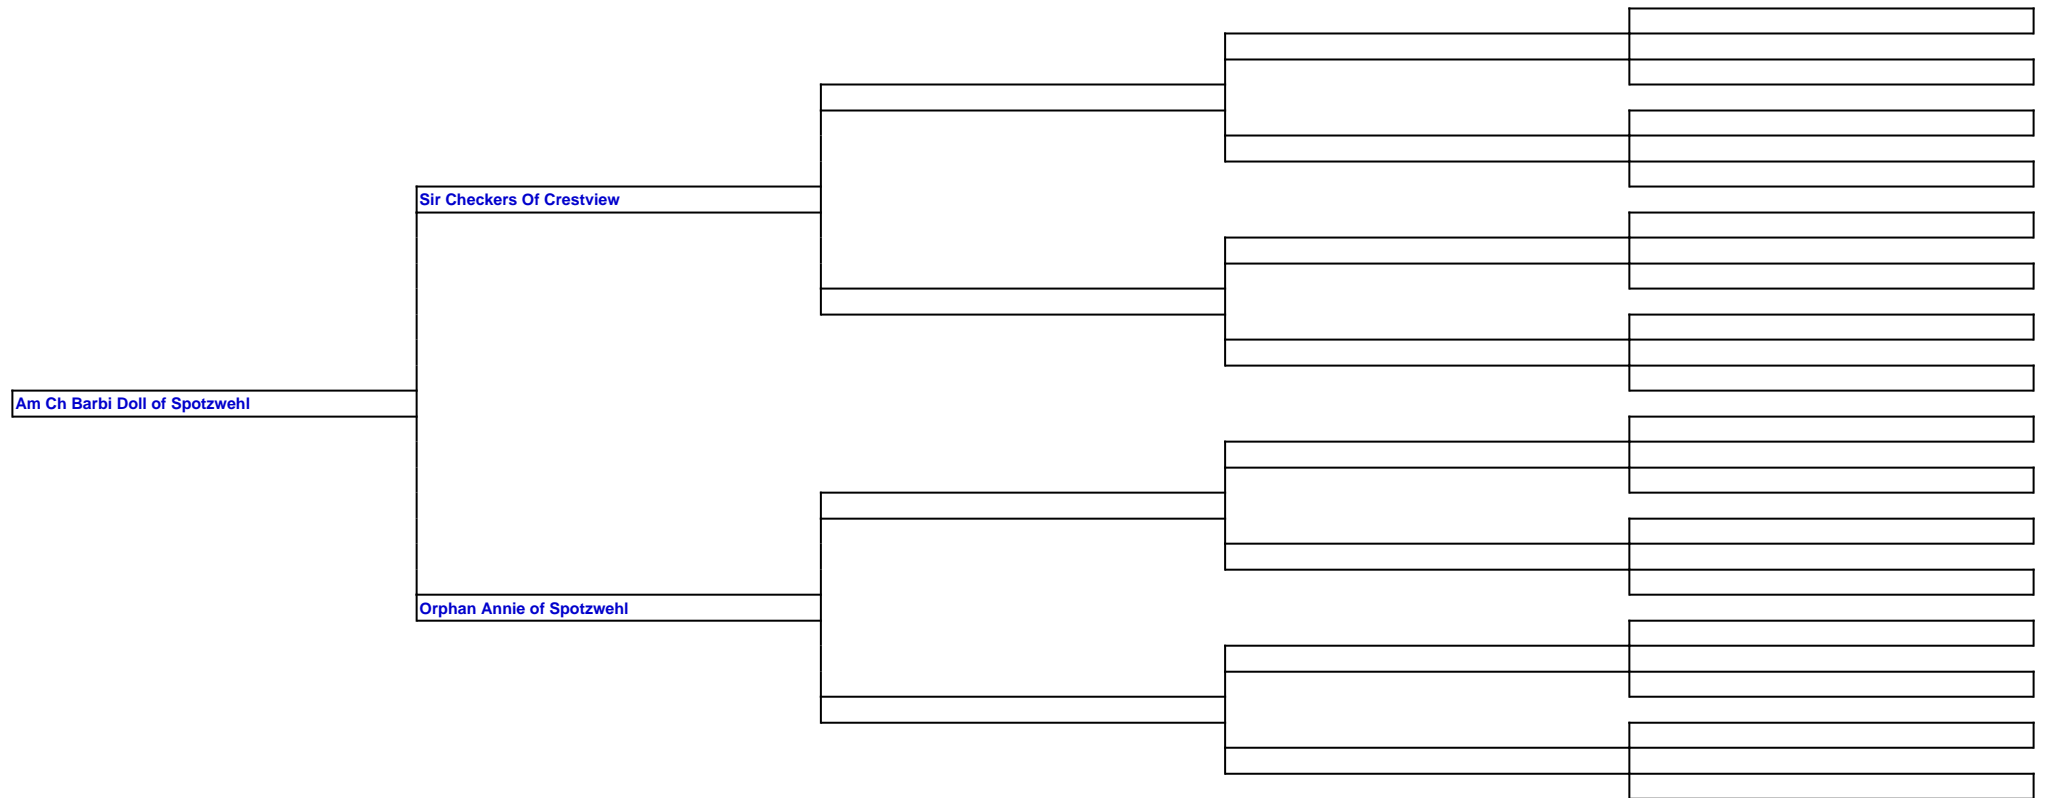 Sir Checkers Of Crestview
Am Ch Barbi Doll of Spotzwehl
Orphan Annie of Spotzwehl